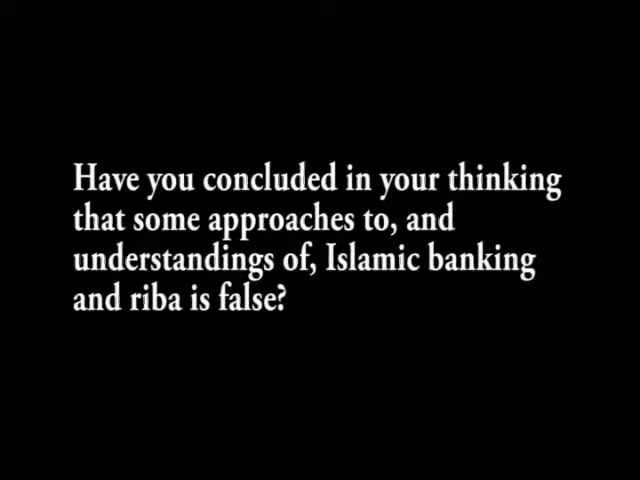 Have you concluded in your thinking
that some approaches to, and
understandings of, Islamic banking
and riba is false?